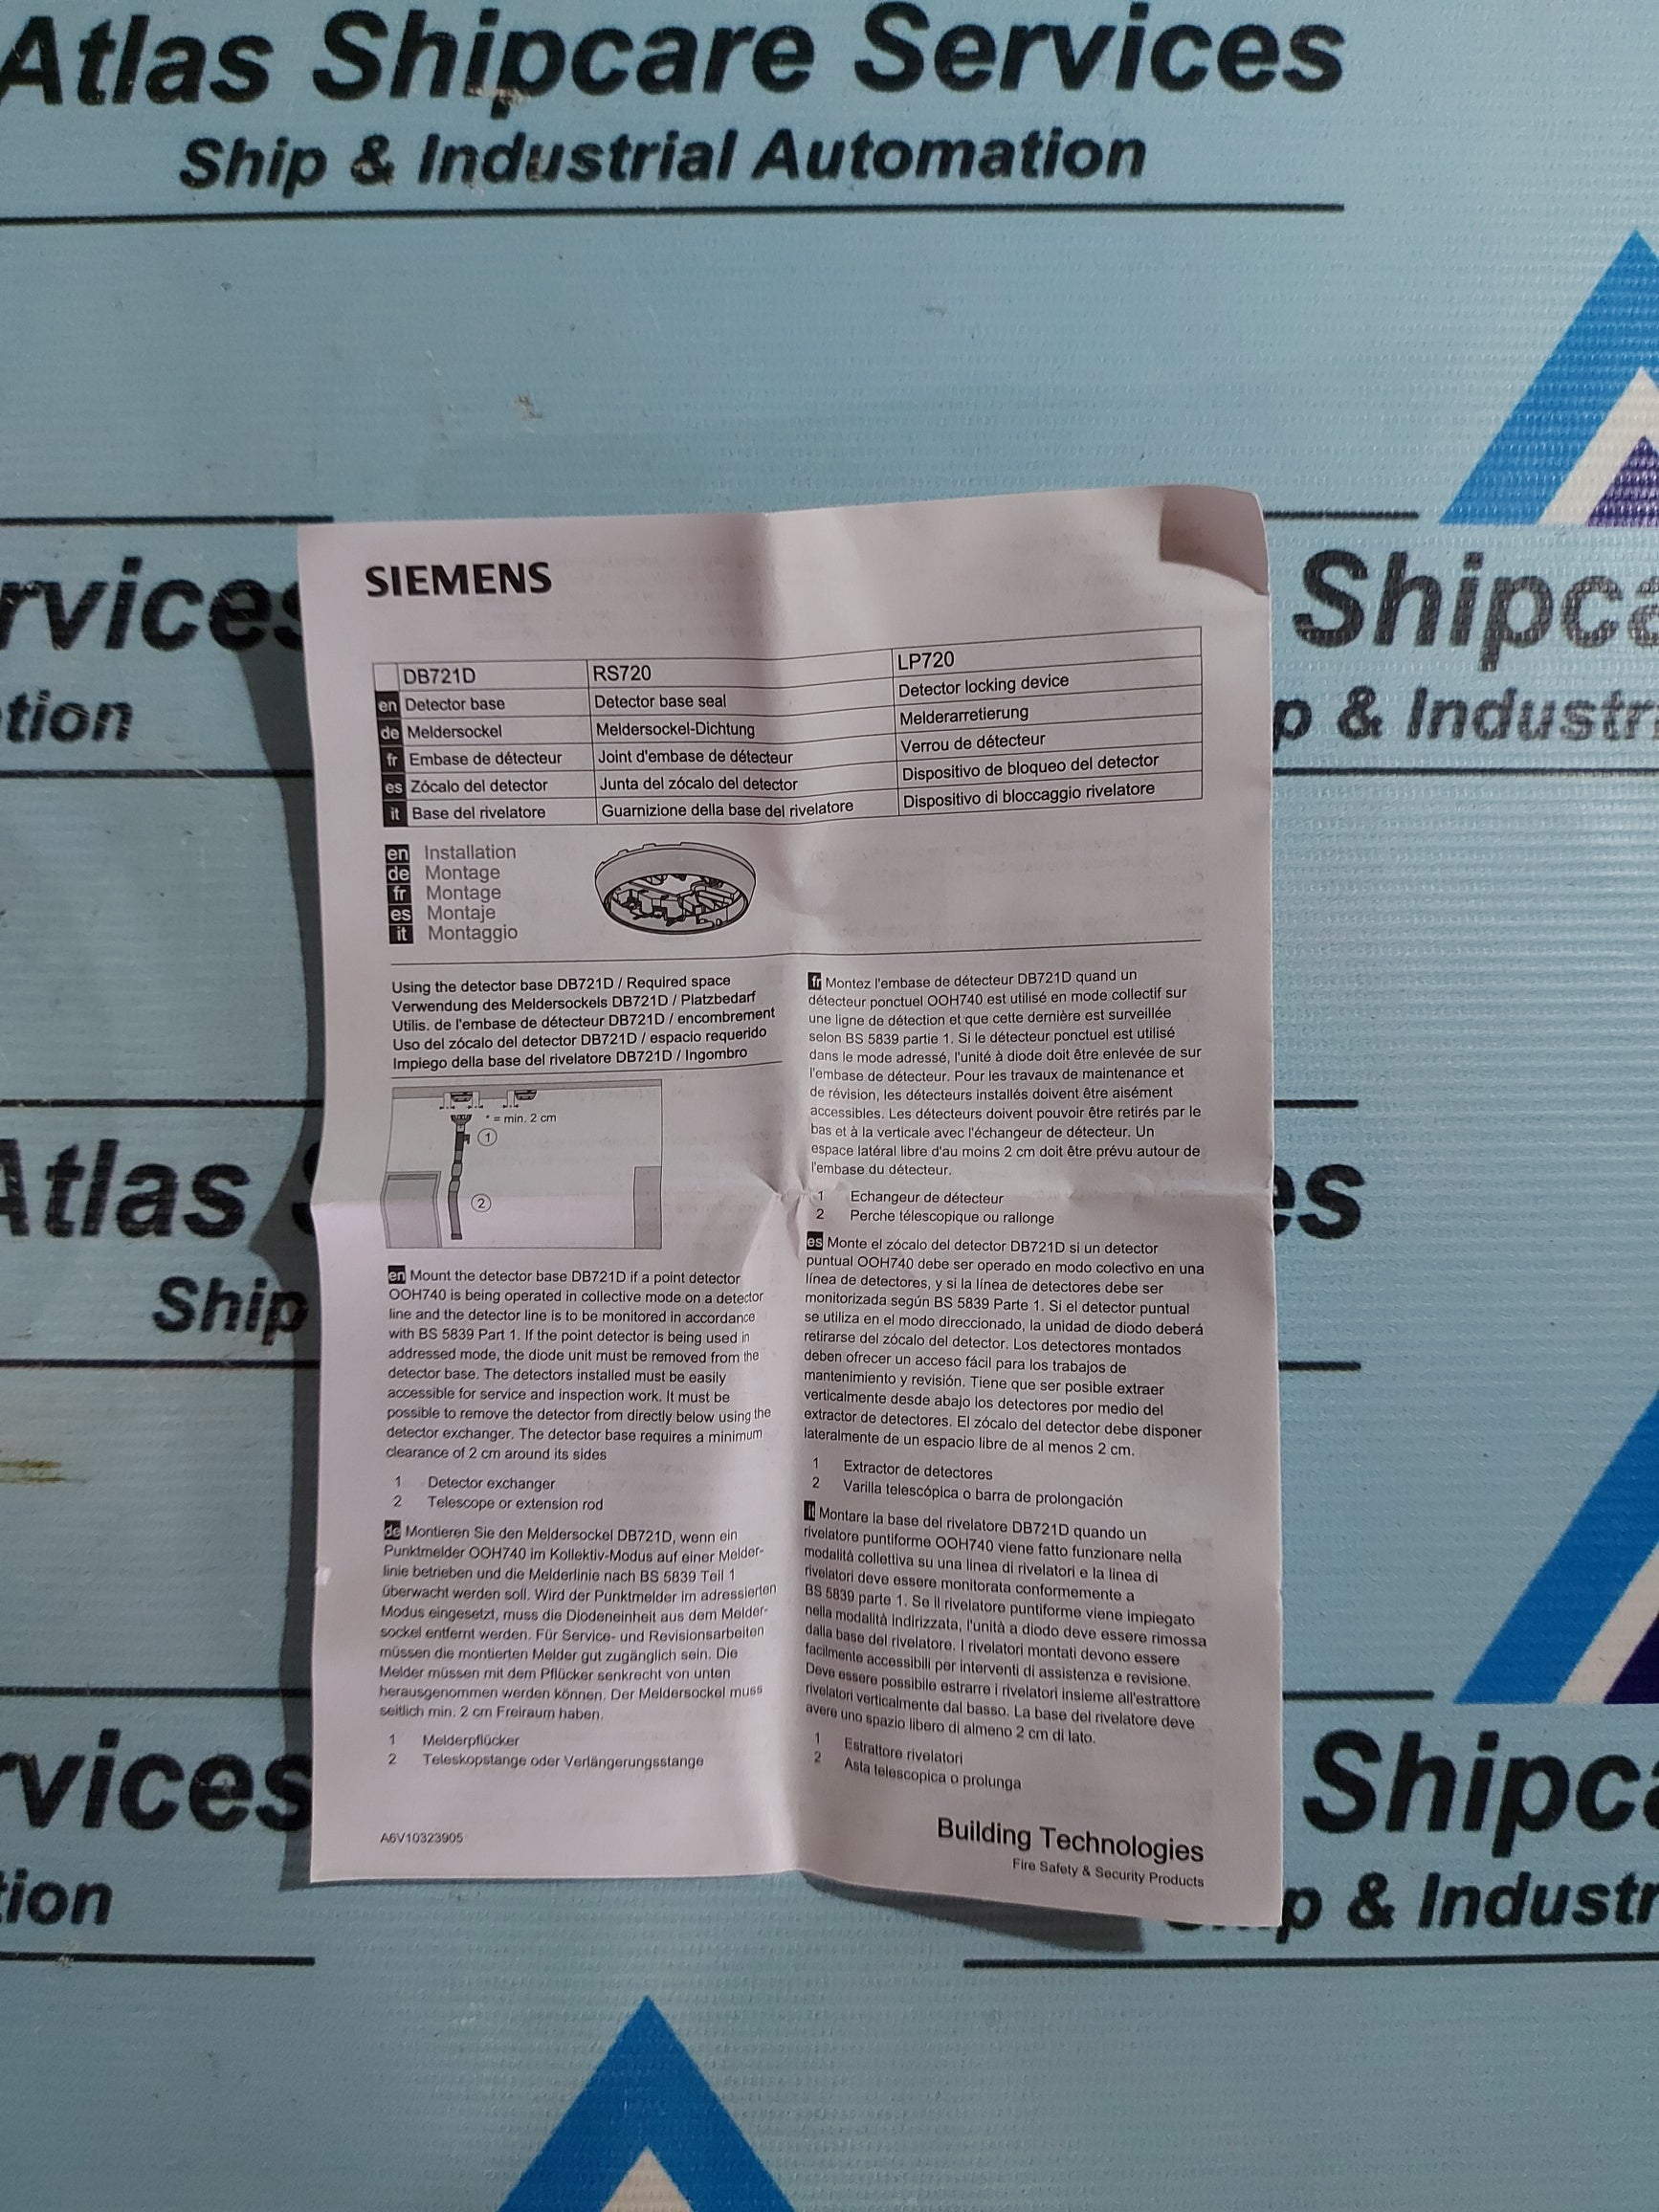 Atlas Shipcare Services
Ship & Industrial Automation
SIEMENS
DB721D RS720 LP720
en Detector base Detector base seal Detector locking device
de Meldersockel Meldersockel-Dichtung Melderarretierung
fr Embase de détecteur Joint d'embase de détecteur Verrou de détecteur
es Zócalo del detector Junta del zócalo del detector Dispositivo de bloqueo del detector
it Base del rivelatore Guarnizione della base del rivelatore Dispositivo di bloccaggio rivelatore
en Installation
de Montage
fr Montage
es Montaje
it Montaggio
Using the detector base DB721D / Required space
Verwendung des Meldersockels DB721D / Platzbedarf
Utilis. de l'embase de détecteur DB721D / encombrement
Uso del zócalo del detector DB721D / espacio requerido
Impiego della base del rivelatore DB721D / Ingombro
* = min. 2 cm
1
2
en Mount the detector base DB721D if a point detector
OOH740 is being operated in collective mode on a detector
line and the detector line is to be monitored in accordance
with BS 5839 Part 1. If the point detector is being used in
addressed mode, the diode unit must be removed from the
detector base. The detectors installed must be easily
accessible for service and inspection work. It must be
possible to remove the detector from directly below using the
detector exchanger. The detector base requires a minimum
clearance of 2 cm around its sides
1 Detector exchanger
2 Telescope or extension rod
de Montieren Sie den Meldersockel DB721D, wenn ein
Punktmelder OOH740 im Kollektiv-Modus auf einer Melder-
linie betrieben und die Melderlinie nach BS 5839 Teil 1
überwacht werden soll. Wird der Punktmelder im adressierten
Modus eingesetzt, muss die Diodeneinheit aus dem Melder-
sockel entfernt werden. Für Service- und Revisionsarbeiten
müssen die montierten Melder gut zugänglich sein. Die
Melder müssen mit dem Pflücker senkrecht von unten
herausgenommen werden können. Der Meldersockel muss
seitlich min. 2 cm Freiraum haben.
1 Melderpflücker
2 Teleskopstange oder Verlängerungsstange
fr Montez l'embase de détecteur DB721D quand un
détecteur ponctuel OOH740 est utilisé en mode collectif sur
une ligne de détection et que cette dernière est surveillée
selon BS 5839 partie 1. Si le détecteur ponctuel est utilisé
dans le mode adressé, l'unité à diode doit être enlevée de sur
l'embase de détecteur. Pour les travaux de maintenance et
de révision, les détecteurs installés doivent être aisément
accessibles. Les détecteurs doivent pouvoir être retirés par le
bas et à la verticale avec l'échangeur de détecteur. Un
espace latéral libre d'au moins 2 cm doit être prévu autour de
l'embase du détecteur.
1 Echangeur de détecteur
2 Perche télescopique ou rallonge
es Monte el zócalo del detector DB721D si un detector
puntual OOH740 debe ser operado en modo colectivo en una
línea de detectores, y si la línea de detectores debe ser
monitorizada según BS 5839 Parte 1. Si el detector puntual
se utiliza en el modo direccionado, la unidad de diodo deberá
retirarse del zócalo del detector. Los detectores montados
deben ofrecer un acceso fácil para los trabajos de
mantenimiento y revisión. Tiene que ser posible extraer
verticalmente desde abajo los detectores por medio del
extractor de detectores. El zócalo del detector debe disponer
lateralmente de un espacio libre de al menos 2 cm.
1 Extractor de detectores
2 Varilla telescópica o barra de prolongación
it Montare la base del rivelatore DB721D quando un
rivelatore puntiforme OOH740 viene fatto funzionare nella
modalità collettiva su una linea di rivelatori e la linea di
rivelatori deve essere monitorata conformemente a
BS 5839 parte 1. Se il rivelatore puntiforme viene impiegato
nella modalità indirizzata, l'unità a diodo deve essere rimossa
dalla base del rivelatore. I rivelatori montati devono essere
facilmente accessibili per interventi di assistenza e revisione.
Deve essere possibile estrarre i rivelatori insieme all'estrattore
rivelatori verticalmente dal basso. La base del rivelatore deve
avere uno spazio libero di almeno 2 cm di lato.
1 Estrattore rivelatori
2 Asta telescopica o prolunga
A6V10323905
Building Technologies
Fire Safety & Security Products
rvices
tion
Shipca
p & Industri
Atlas S
es
Ship
rvices
tion
Shipca
p & Industr